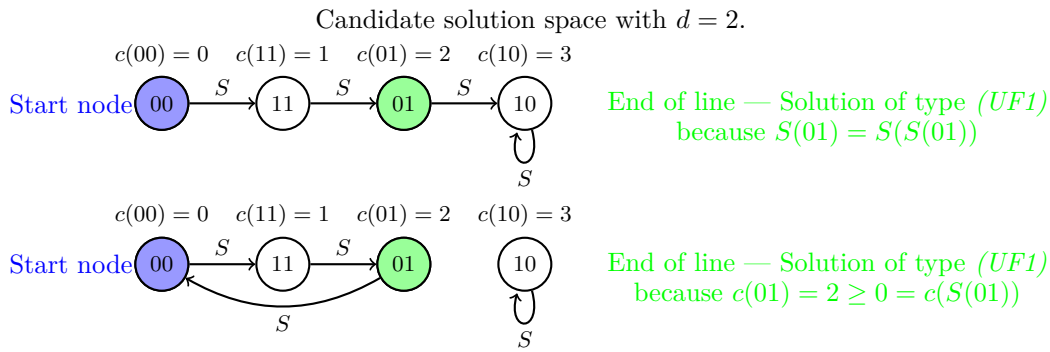 Candidate solution space with d = 2.
c(00) = 0 c(11) = 1 c(01) = 2 c(10) = 3
S S S
Start node 00 11 01 10 End of line — Solution of type (UF1)
because S(01) = S(S(01))
S
c(00) = 0 c(11) = 1 c(01) = 2 c(10) = 3
S S
Start node 00 11 01 10 End of line — Solution of type (UF1)
because c(01) = 2 ≥ 0 = c(S(01))
S
S